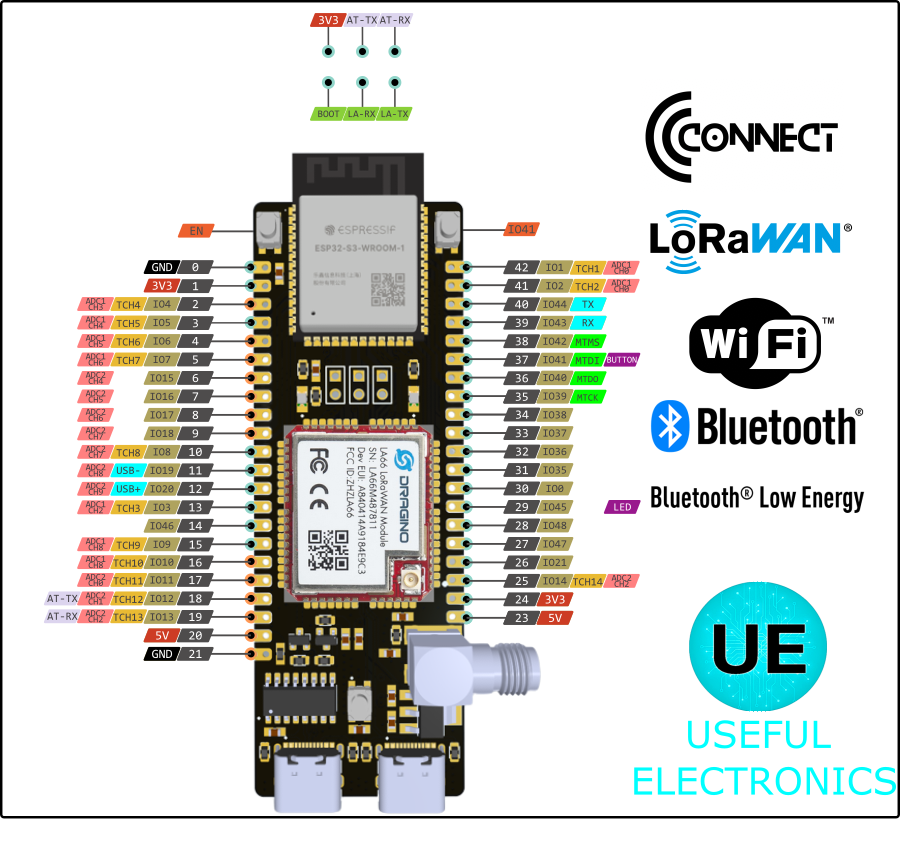 3V3 AT-TX AT-RX
BOOT LA-RX LA-TX
CONNECT
LoRaWAN®
WiFi™
Bluetooth®
Bluetooth® Low Energy
UE
USEFUL
ELECTRONICS
EN
IO41
ESPRESSIF
ESP32-S3-WROOM-1
GND 0
3V3 1
ADC1 CH3 TCH4 IO4 2
ADC1 CH4 TCH5 IO5 3
ADC1 CH5 TCH6 IO6 4
ADC1 CH6 TCH7 IO7 5
ADC2 CH4 IO15 6
ADC2 CH5 IO16 7
ADC2 CH6 IO17 8
ADC2 CH7 IO18 9
ADC1 CH7 TCH8 IO8 10
ADC2 USB- IO19 11
ADC2 CH9 USB+ IO20 12
ADC1 CH2 TCH3 IO3 13
IO46 14
ADC1 CH8 TCH9 IO9 15
ADC1 CH8 TCH10 IO10 16
ADC2 CH0 TCH11 IO11 17
AT-TX ADC2 CH1 TCH12 IO12 18
AT-RX ADC2 CH2 TCH13 IO13 19
5V 20
GND 21
42 IO1 TCH1 ADC1 CH0
41 IO2 TCH2 ADC1 CH0
40 IO44 TX
39 IO43 RX
38 IO42 MTMS
37 IO41 MTDI BUTTON
36 IO40 MTDO
35 IO39 MTCK
34 IO38
33 IO37
32 IO36
31 IO35
30 IO0
29 IO45 LED
28 IO48
27 IO47
26 IO21
25 IO14 TCH14 ADC2 CH2
24 3V3
23 5V
DRAGINO
LA66 LoRaWAN Module
SN: LA66M487811
Dev EUI: A840414A9184E9C3
FCC ID:ZHZLA66
FC CE